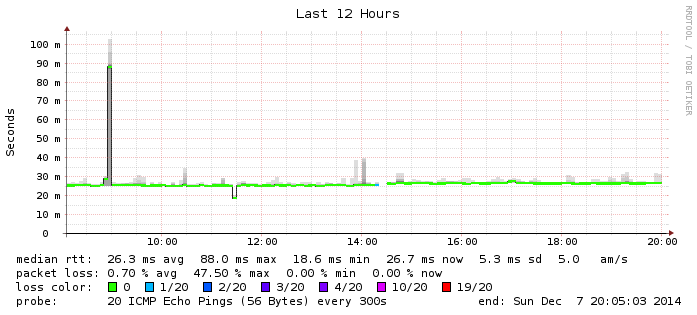 Last 12 Hours
RRDTOOL / TOBI OETIKER
Seconds
100 m
90 m
80 m
70 m
60 m
50 m
40 m
30 m
20 m
10 m
0
10:00 12:00 14:00 16:00 18:00 20:00
median rtt: 26.3 ms avg 88.0 ms max 18.6 ms min 26.7 ms now 5.3 ms sd 5.0 am/s
packet loss: 0.70 % avg 47.50 % max 0.00 % min 0.00 % now
loss color: 0 1/20 2/20 3/20 4/20 10/20 19/20
probe: 20 ICMP Echo Pings (56 Bytes) every 300s end: Sun Dec 7 20:05:03 2014